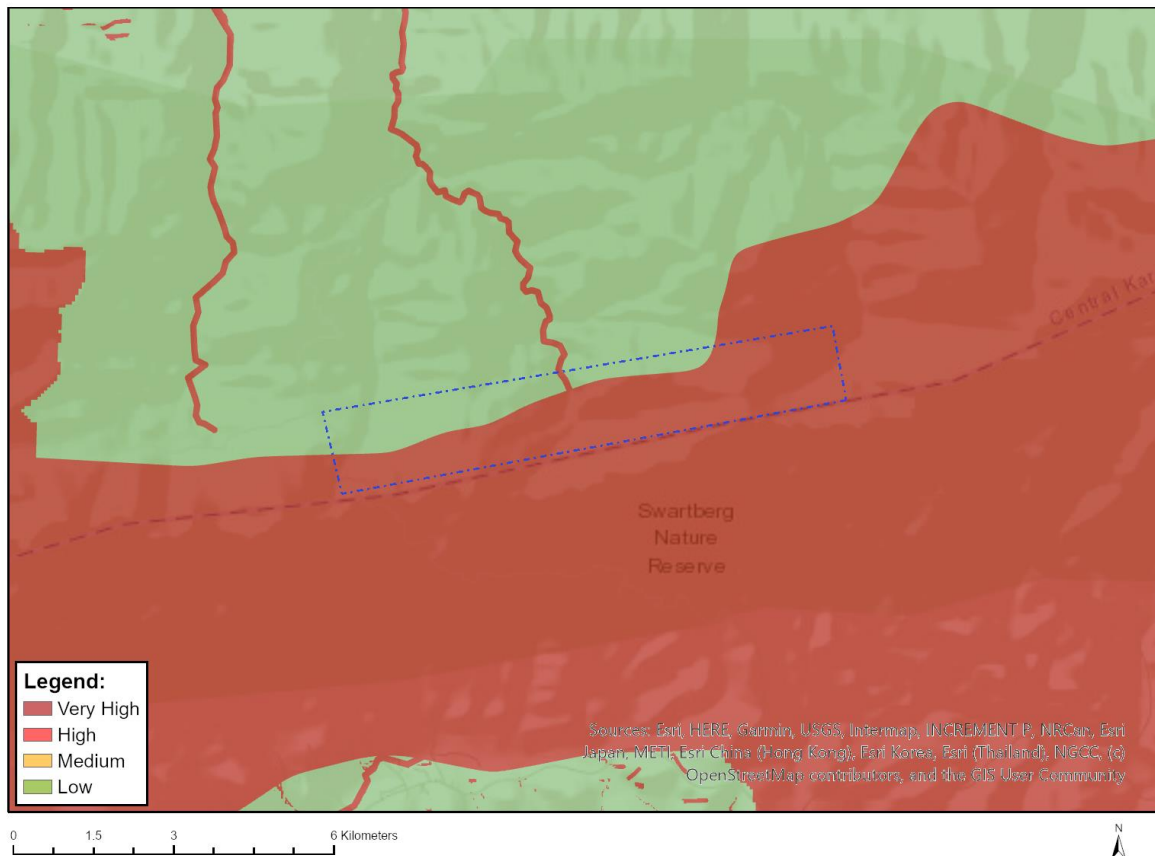 Central Kar
Swartberg
Nature
Reserve
Legend:
Very High
High
Medium
Low
Sources: Esri, HERE, Garmin, USGS, Intermap, INCREMENT P, NRCan, Esri
Japan, METI, Esri China (Hong Kong), Esri Korea, Esri (Thailand), NGCC, (c)
OpenStreetMap contributors, and the GIS User Community
0 1.5 3 6 Kilometers
N